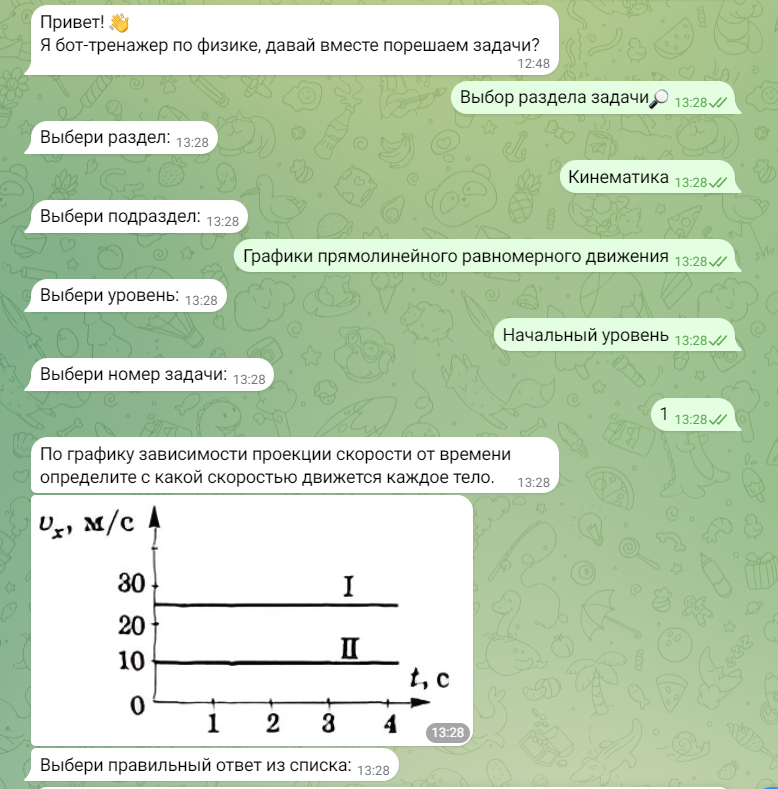 Привет! 👋
Я бот-тренажер по физике, давай вместе порешаем задачи?
12:48
Выбор раздела задачи🔎 13:28
Выбери раздел: 13:28
Кинематика 13:28
Выбери подраздел: 13:28
Графики прямолинейного равномерного движения 13:28
Выбери уровень: 13:28
Начальный уровень 13:28
Выбери номер задачи: 13:28
1 13:28
По графику зависимости проекции скорости от времени
определите с какой скоростью движется каждое тело. 13:28
υx, м/с
30
I
20
II
10
t, с
0
1 2 3 4
13:28
Выбери правильный ответ из списка: 13:28